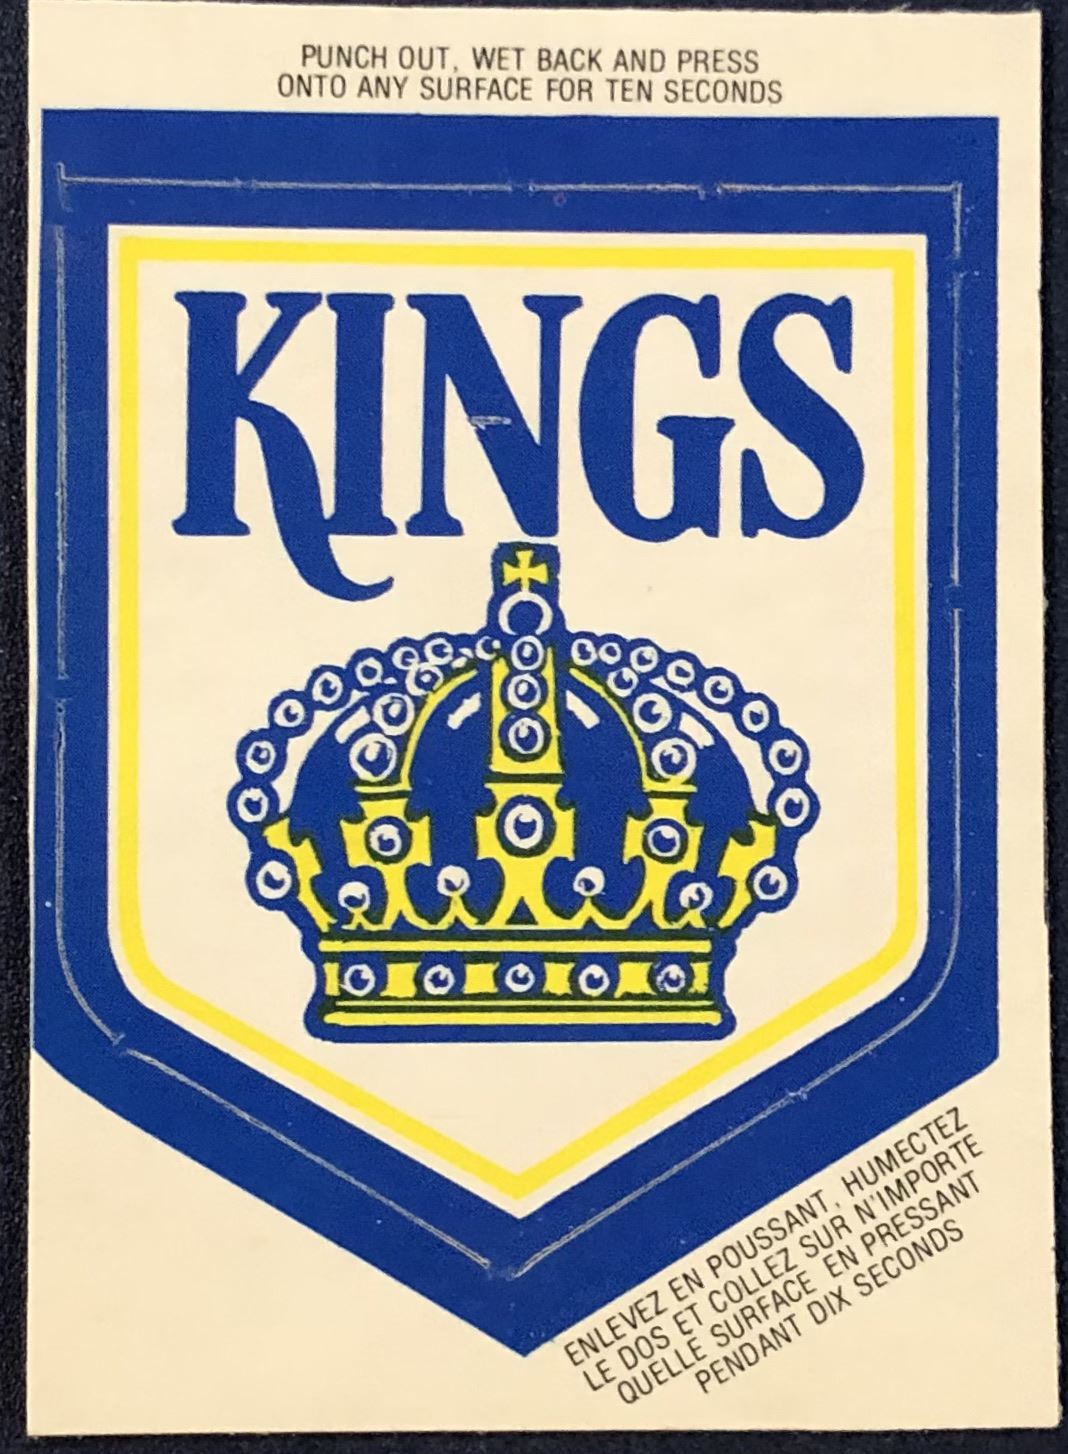 PUNCH OUT, WET BACK AND PRESS
ONTO ANY SURFACE FOR TEN SECONDS
KINGS
ENLEVEZ EN POUSSANT, HUMECTEZ
LE DOS ET COLLEZ SUR N'IMPORTE
QUELLE SURFACE EN PRESSANT
PENDANT DIX SECONDS